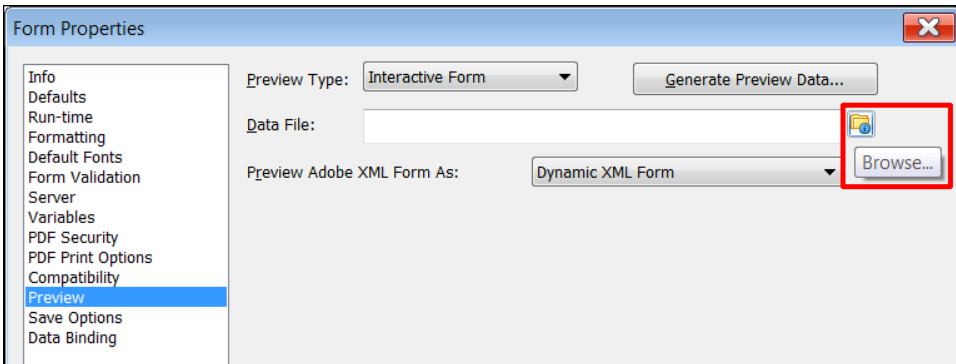 Form Properties
Info
Defaults
Run-time
Formatting
Default Fonts
Form Validation
Server
Variables
PDF Security
PDF Print Options
Compatibility
Preview
Save Options
Data Binding
Preview Type: Interactive Form Generate Preview Data...
Data File:
Browse...
Preview Adobe XML Form As: Dynamic XML Form